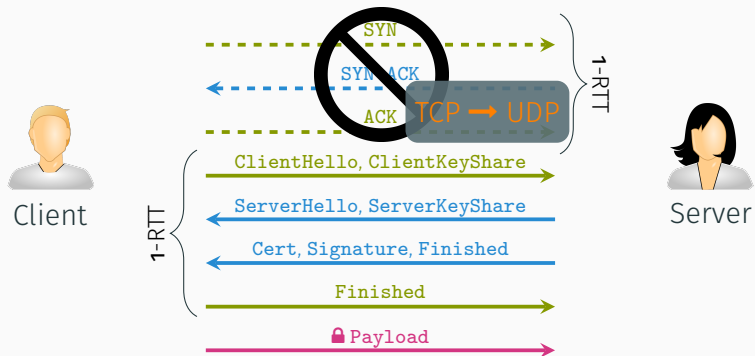 SYN
SYN ACK
TCP → UDP
ACK
1-RTT
ClientHello, ClientKeyShare
ServerHello, ServerKeyShare
Cert, Signature, Finished
Finished
Payload
1-RTT
Client
Server